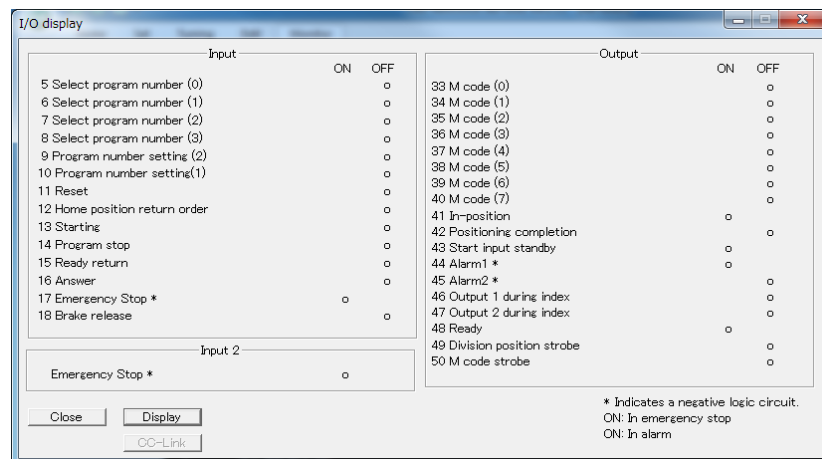 I/O display
Input
ON OFF
5 Select program number (0) o
6 Select program number (1) o
7 Select program number (2) o
8 Select program number (3) o
9 Program number setting (2) o
10 Program number setting(1) o
11 Reset o
12 Home position return order o
13 Starting o
14 Program stop o
15 Ready return o
16 Answer o
17 Emergency Stop * o
18 Brake release o
Input 2
Emergency Stop * o
Close Display
CC-Link
Output
ON OFF
33 M code (0) o
34 M code (1) o
35 M code (2) o
36 M code (3) o
37 M code (4) o
38 M code (5) o
39 M code (6) o
40 M code (7) o
41 In-position o
42 Positioning completion o
43 Start input standby o
44 Alarm1 * o
45 Alarm2 * o
46 Output 1 during index o
47 Output 2 during index o
48 Ready o
49 Division position strobe o
50 M code strobe o
* Indicates a negative logic circuit.
ON: In emergency stop
ON: In alarm